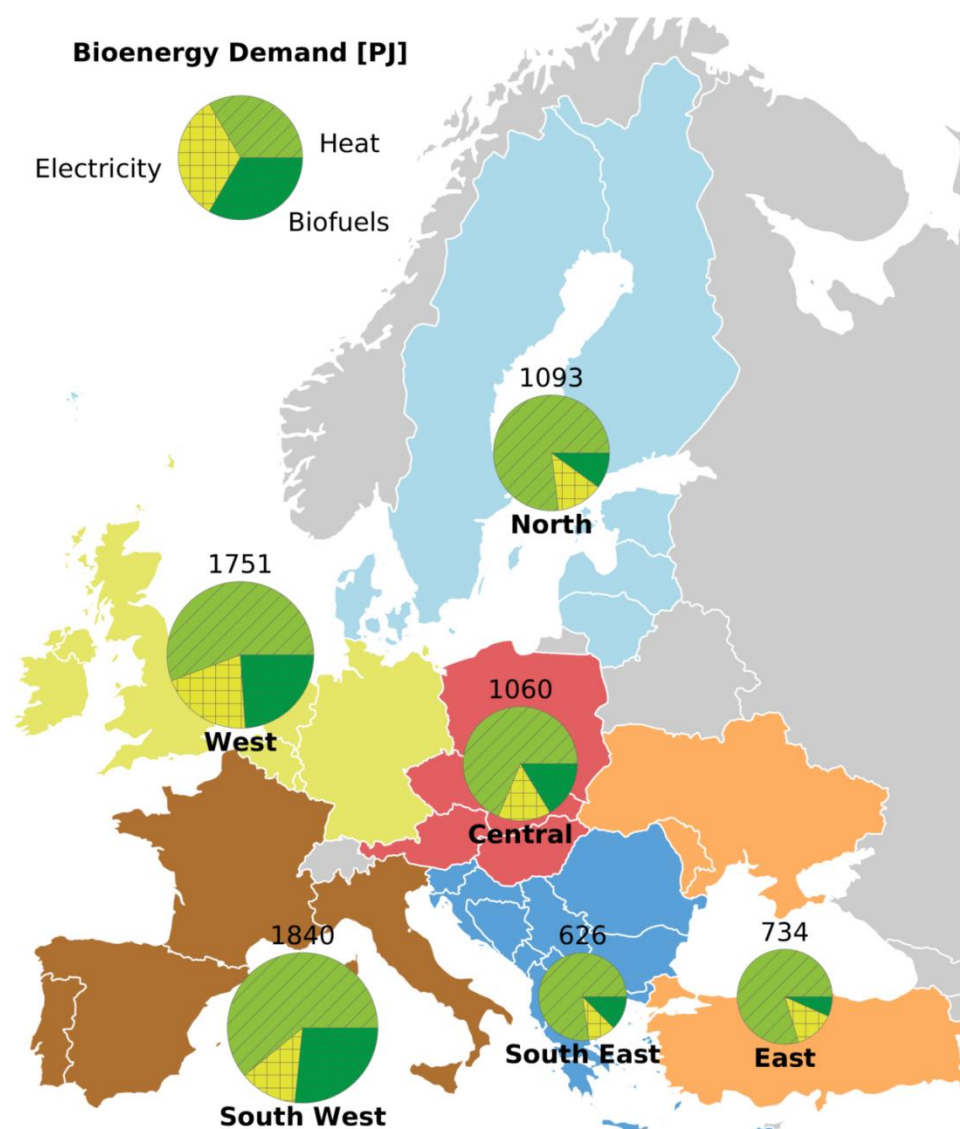 Bioenergy Demand [PJ]
Heat
Electricity
Biofuels
1093
North
1751
West
1060
Central
1840
South West
626
South East
734
East